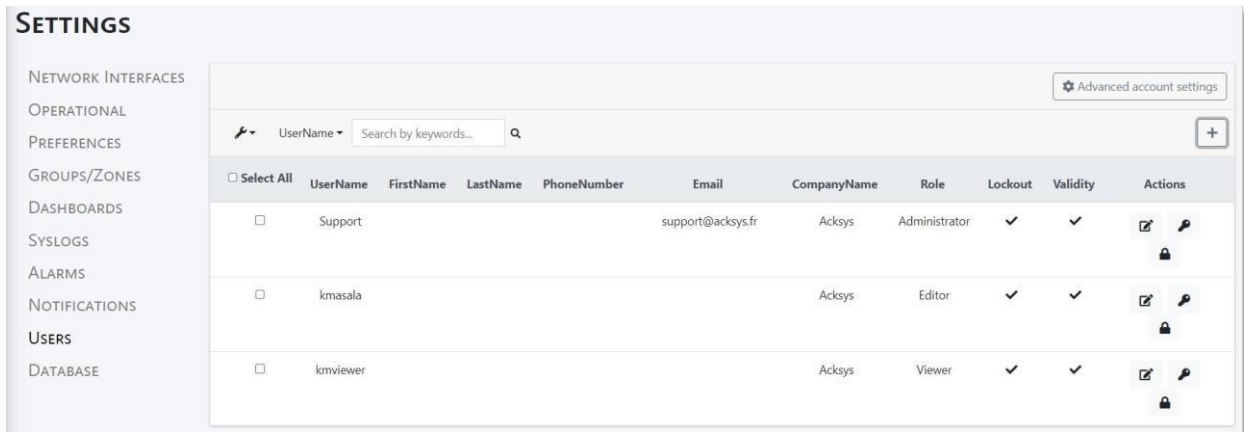 SETTINGS
NETWORK INTERFACES
OPERATIONAL
PREFERENCES
GROUPS/ZONES
DASHBOARDS
SYSLOGS
ALARMS
NOTIFICATIONS
USERS
DATABASE
Advanced account settings
UserName Search by keywords... +
Select All UserName FirstName LastName PhoneNumber Email CompanyName Role Lockout Validity Actions
Support support@acksys.fr Acksys Administrator
kmasala Acksys Editor
kmviewer Acksys Viewer